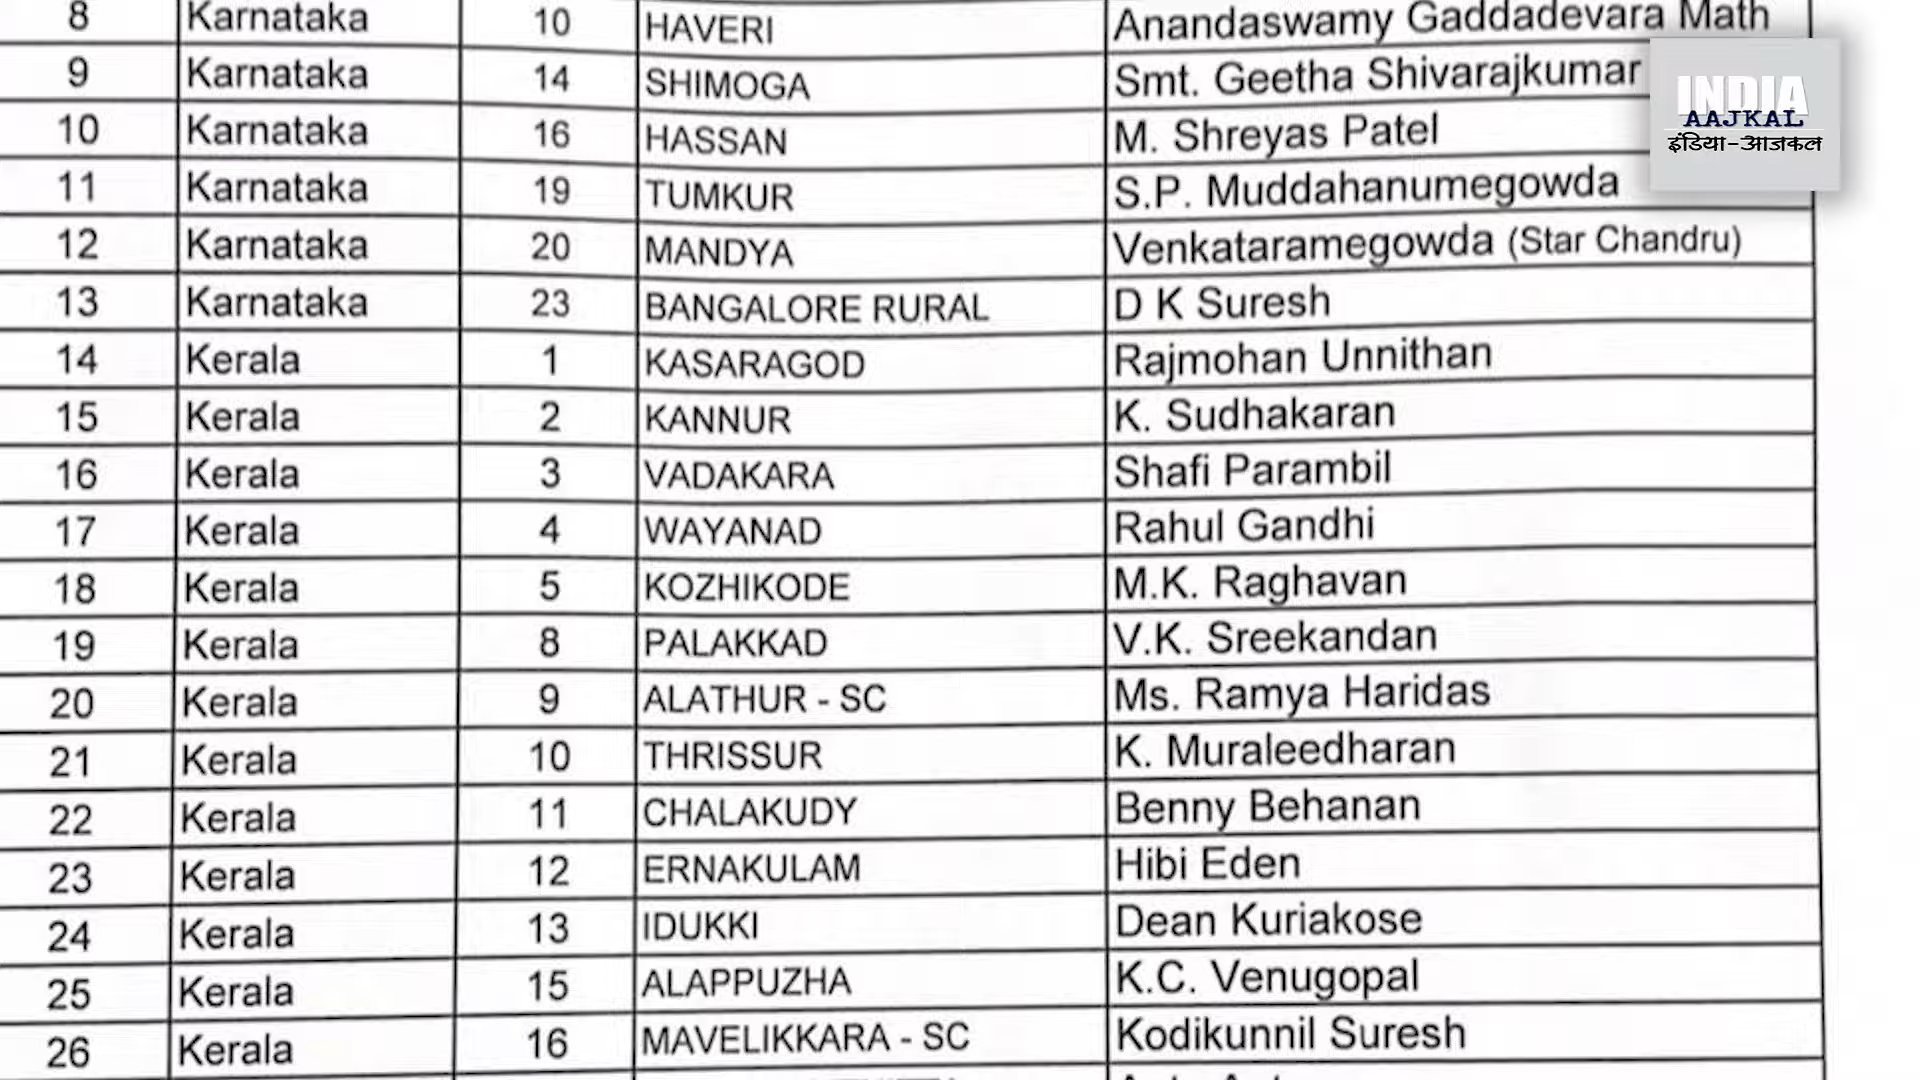 8 Karnataka 10 HAVERI Anandaswamy Gaddadevara Math
9 Karnataka 14 SHIMOGA Smt. Geetha Shivarajkumar
10 Karnataka 16 HASSAN M. Shreyas Patel
11 Karnataka 19 TUMKUR S.P. Muddahanumegowda
12 Karnataka 20 MANDYA Venkataramegowda (Star Chandru)
13 Karnataka 23 BANGALORE RURAL D K Suresh
14 Kerala 1 KASARAGOD Rajmohan Unnithan
15 Kerala 2 KANNUR K. Sudhakaran
16 Kerala 3 VADAKARA Shafi Parambil
17 Kerala 4 WAYANAD Rahul Gandhi
18 Kerala 5 KOZHIKODE M.K. Raghavan
19 Kerala 8 PALAKKAD V.K. Sreekandan
20 Kerala 9 ALATHUR - SC Ms. Ramya Haridas
21 Kerala 10 THRISSUR K. Muraleedharan
22 Kerala 11 CHALAKUDY Benny Behanan
23 Kerala 12 ERNAKULAM Hibi Eden
24 Kerala 13 IDUKKI Dean Kuriakose
25 Kerala 15 ALAPPUZHA K.C. Venugopal
26 Kerala 16 MAVELIKKARA - SC Kodikunnil Suresh
INDIA
AAJKAL
इंडिया-आजकल